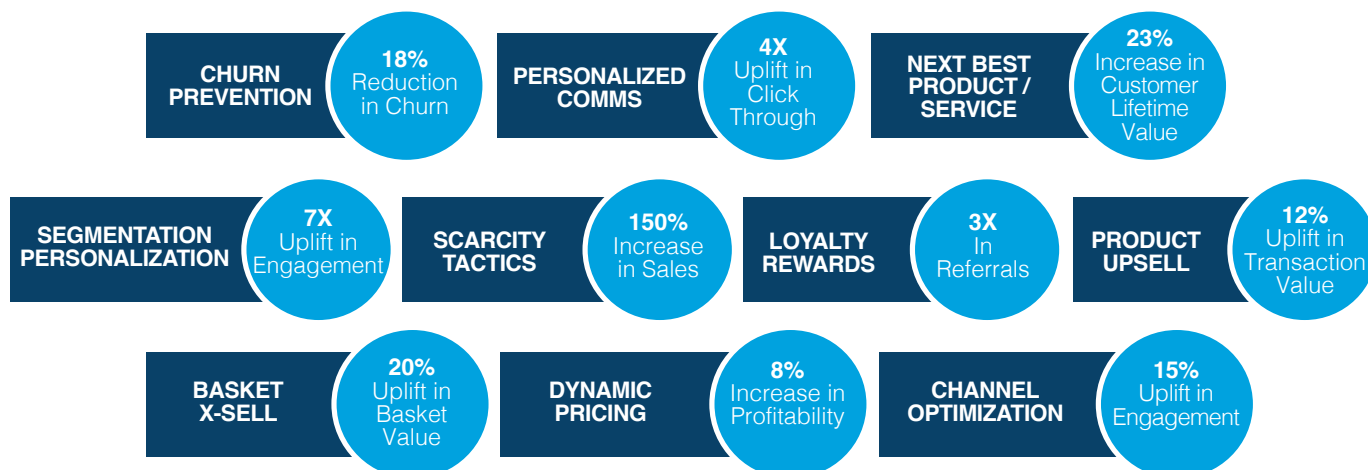 CHURN
PREVENTION
18%
Reduction
in Churn
PERSONALIZED
COMMS
4X
Uplift in
Click
Through
NEXT BEST
PRODUCT /
SERVICE
23%
Increase in
Customer
Lifetime
Value
SEGMENTATION
PERSONALIZATION
7X
Uplift in
Engagement
SCARCITY
TACTICS
150%
Increase
in Sales
LOYALTY
REWARDS
3X
In
Referrals
PRODUCT
UPSELL
12%
Uplift in
Transaction
Value
BASKET
X-SELL
20%
Uplift in
Basket
Value
DYNAMIC
PRICING
8%
Increase in
Profitability
CHANNEL
OPTIMIZATION
15%
Uplift in
Engagement